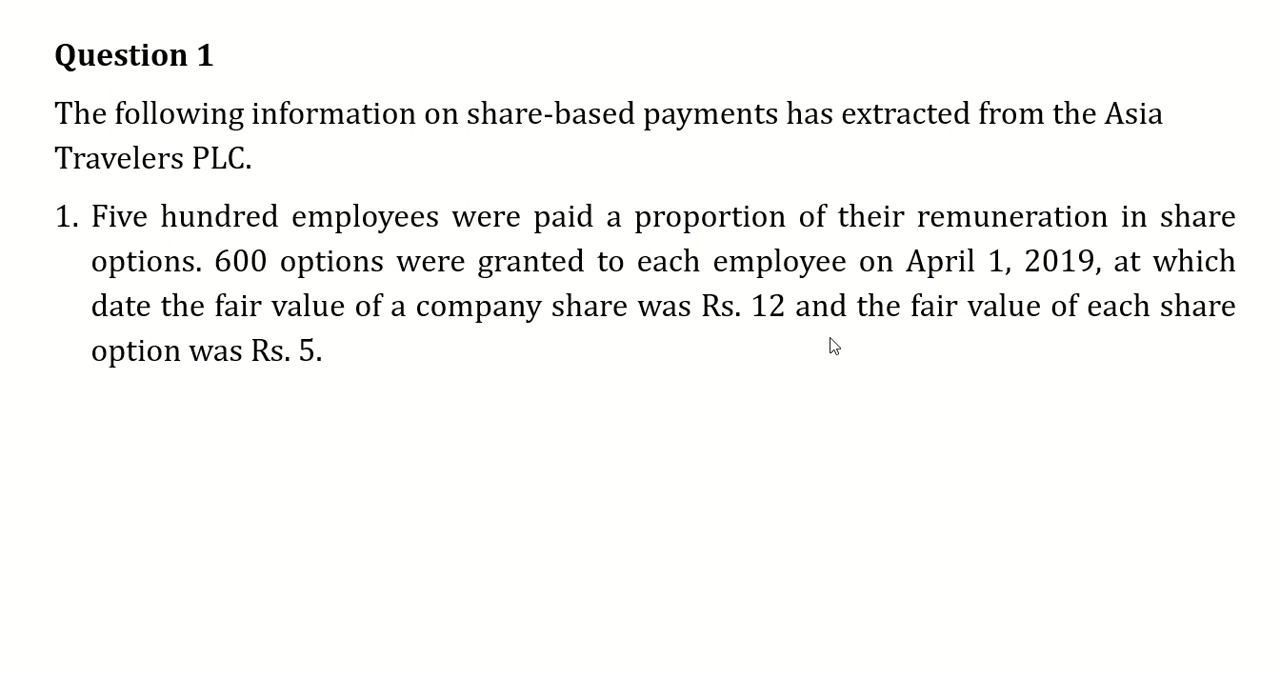 Question 1
The following information on share-based payments has extracted from the Asia
Travelers PLC.
1. Five hundred employees were paid a proportion of their remuneration in share
options. 600 options were granted to each employee on April 1, 2019, at which
date the fair value of a company share was Rs. 12 and the fair value of each share
option was Rs. 5.